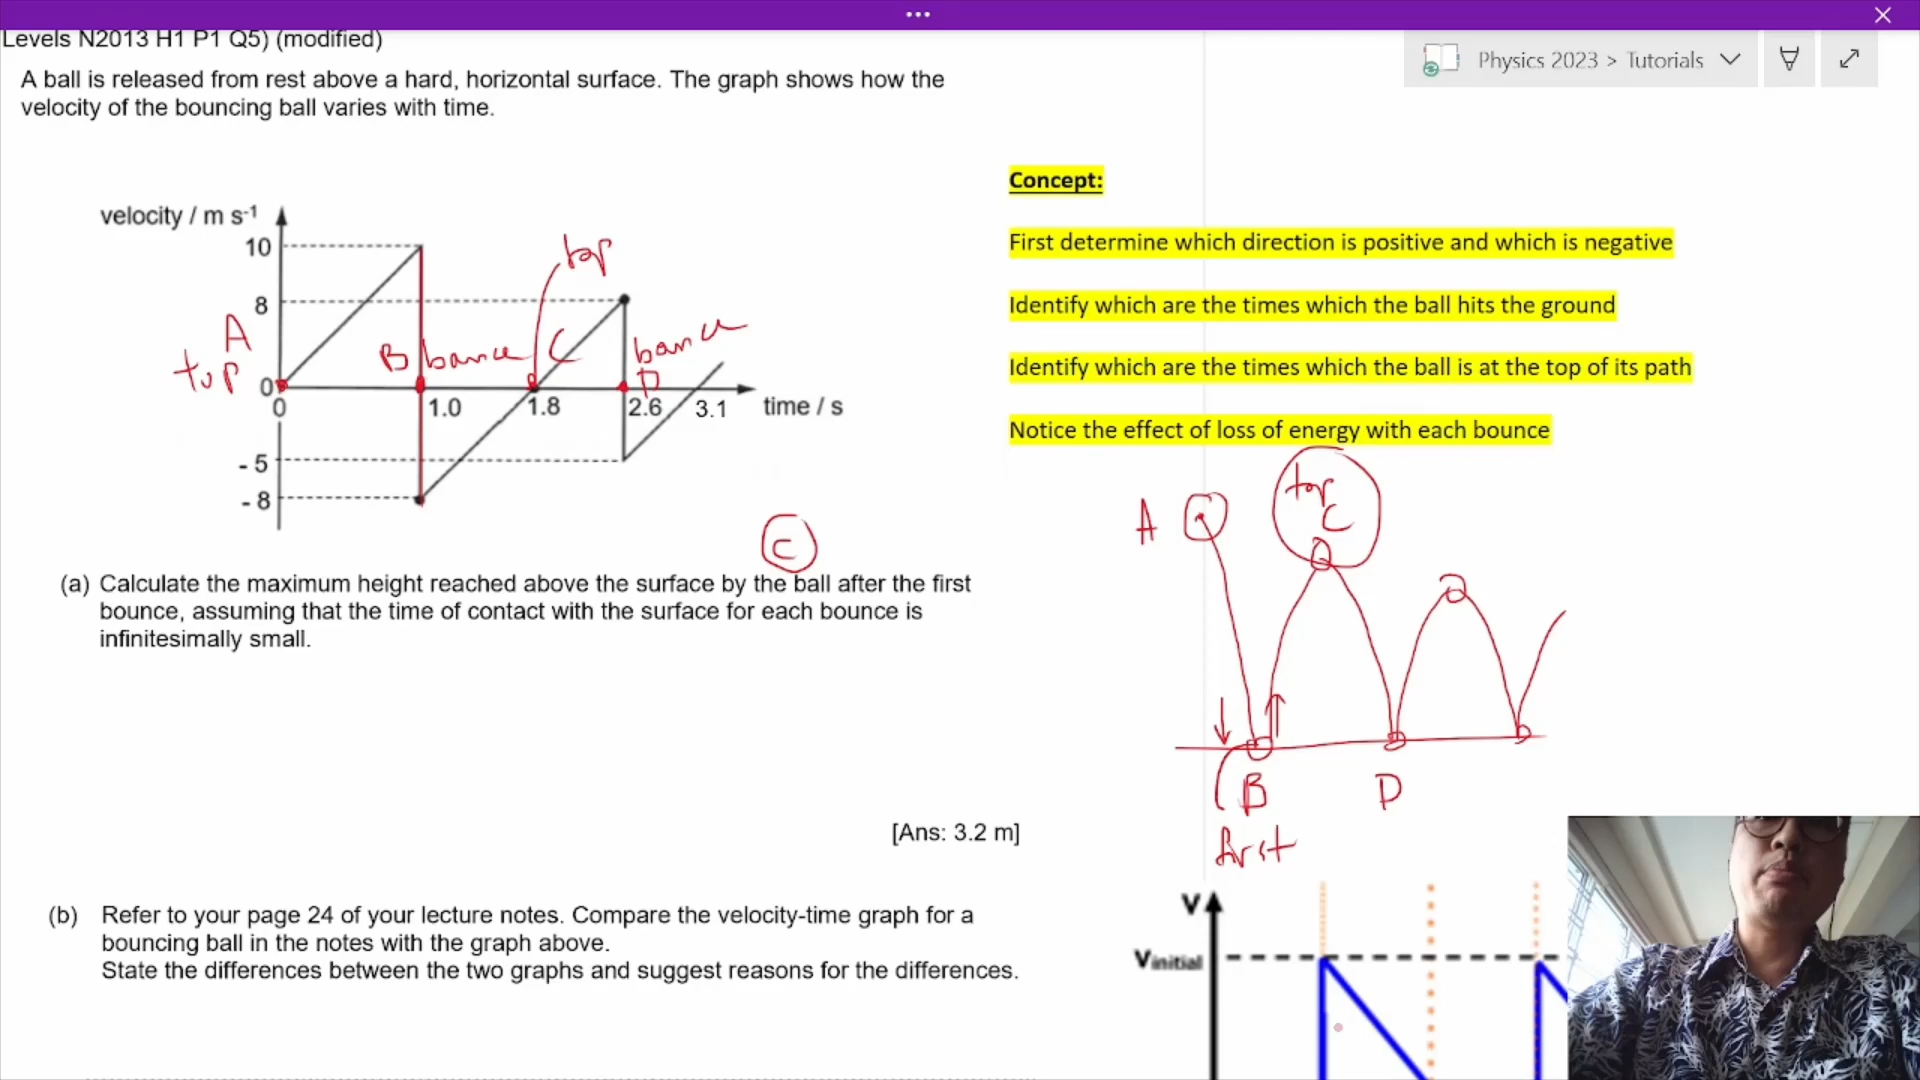 Levels N2013 H1 P1 Q5) (modified)
A ball is released from rest above a hard, horizontal surface. The graph shows how the
velocity of the bouncing ball varies with time.
Physics 2023 > Tutorials
velocity / m s-1
10
8
0
- 5
- 8
0
1.0
1.8
2.6
3.1
time / s
A
top
B
bounce
C
top
bounce
D
C
(a) Calculate the maximum height reached above the surface by the ball after the first
bounce, assuming that the time of contact with the surface for each bounce is
infinitesimally small.
[Ans: 3.2 m]
(b) Refer to your page 24 of your lecture notes. Compare the velocity-time graph for a
bouncing ball in the notes with the graph above.
State the differences between the two graphs and suggest reasons for the differences.
Concept:
First determine which direction is positive and which is negative
Identify which are the times which the ball hits the ground
Identify which are the times which the ball is at the top of its path
Notice the effect of loss of energy with each bounce
A
top
C
B
D
first
V
Vinitial